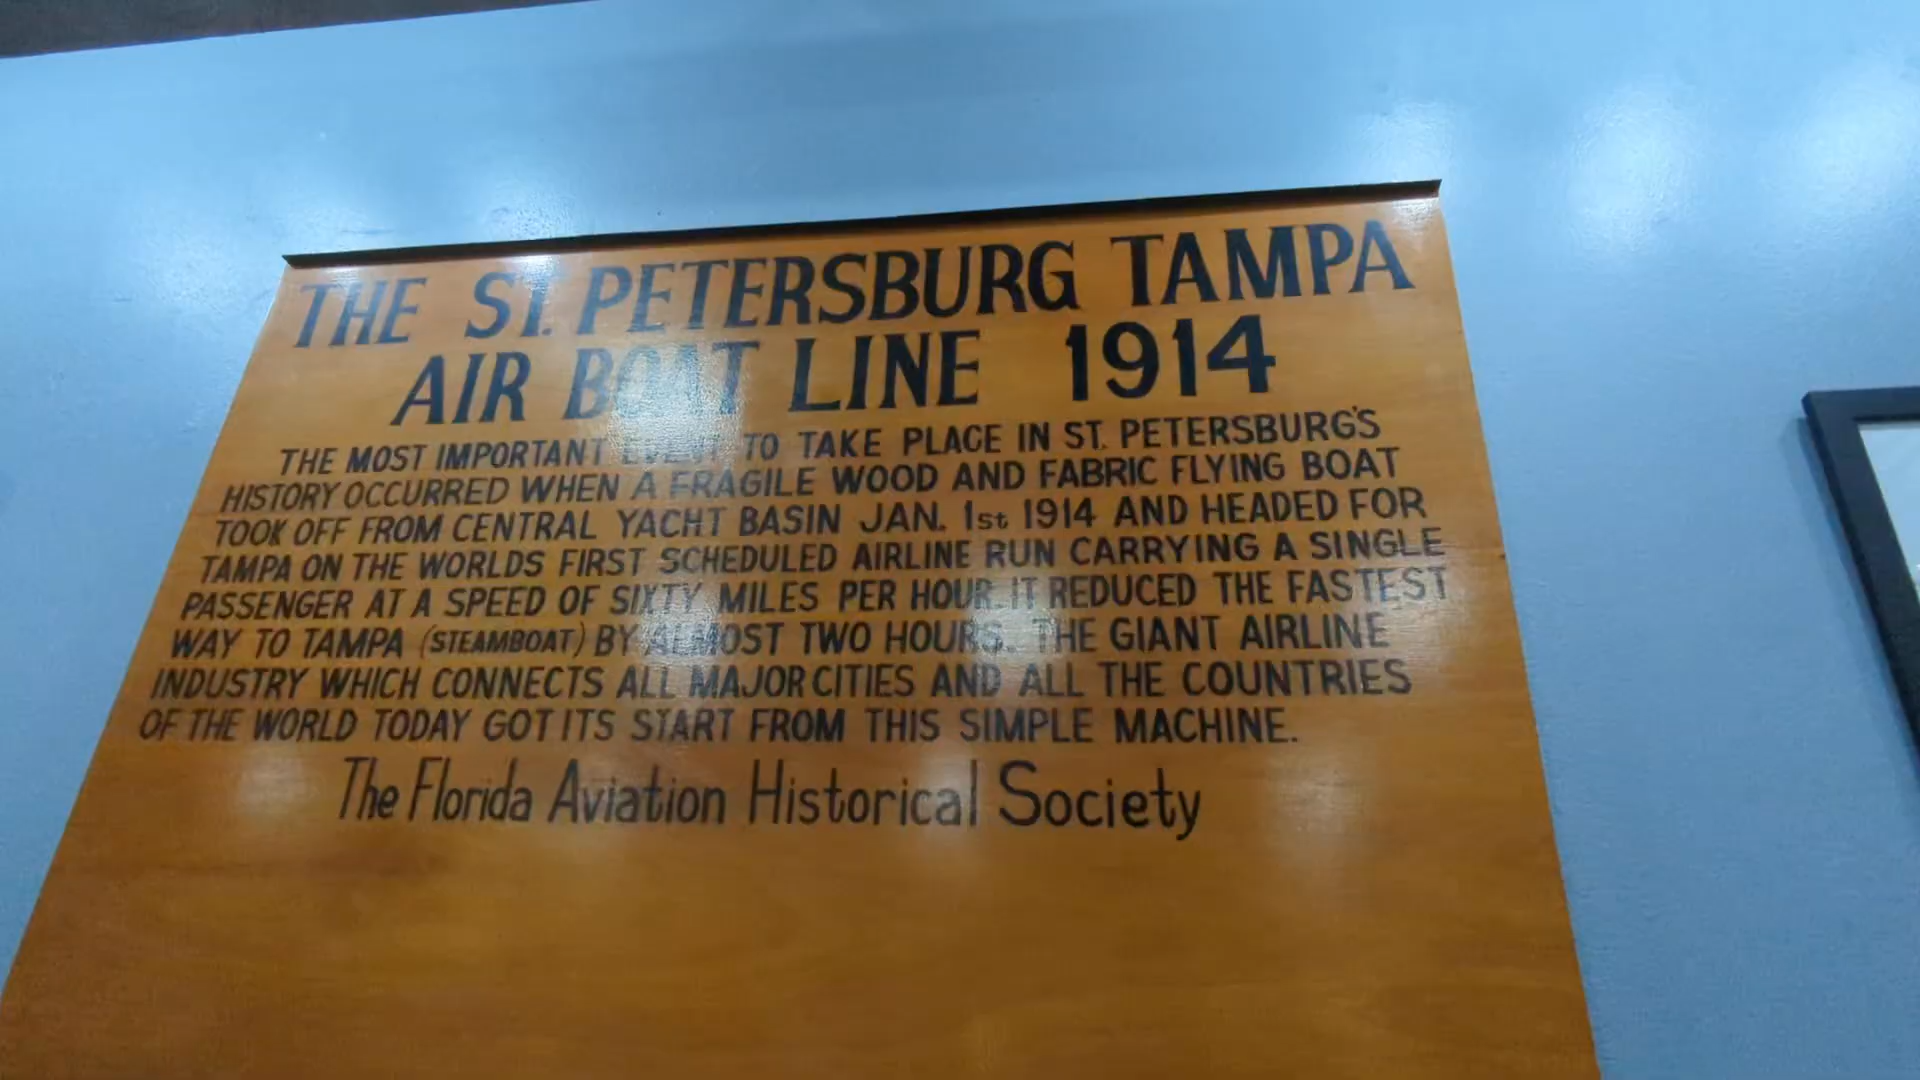 THE ST. PETERSBURG TAMPA
AIR BOAT LINE 1914
THE MOST IMPORTANT EVENT TO TAKE PLACE IN ST. PETERSBURG'S
HISTORY OCCURRED WHEN A FRAGILE WOOD AND FABRIC FLYING BOAT
TOOK OFF FROM CENTRAL YACHT BASIN JAN. 1st 1914 AND HEADED FOR
TAMPA ON THE WORLDS FIRST SCHEDULED AIRLINE RUN CARRYING A SINGLE
PASSENGER AT A SPEED OF SIXTY MILES PER HOUR. IT REDUCED THE FASTEST
WAY TO TAMPA (STEAMBOAT) BY ALMOST TWO HOURS. THE GIANT AIRLINE
INDUSTRY WHICH CONNECTS ALL MAJOR CITIES AND ALL THE COUNTRIES
OF THE WORLD TODAY GOT ITS START FROM THIS SIMPLE MACHINE.
The Florida Aviation Historical Society